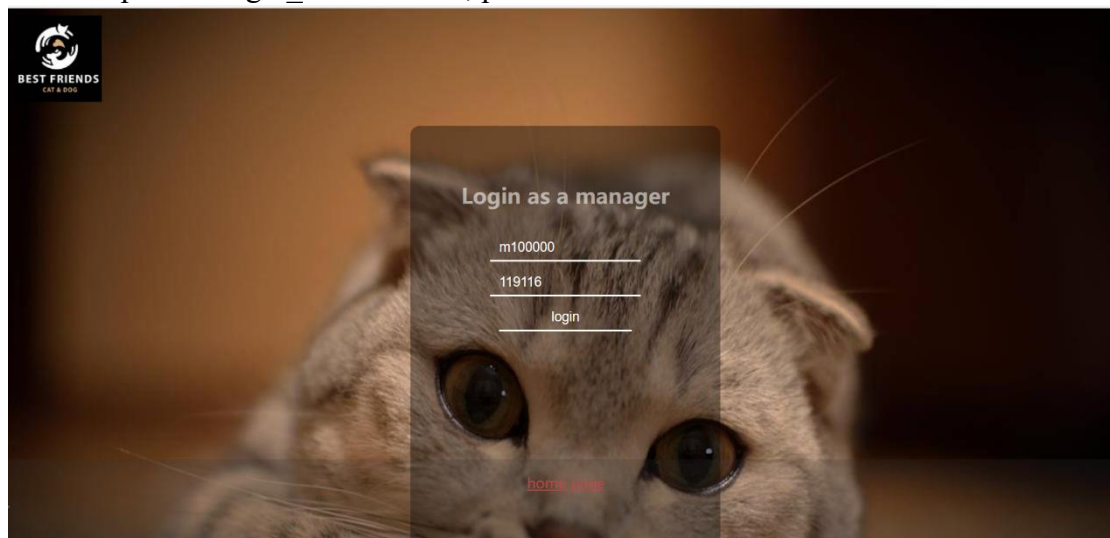 BEST FRIENDS
CAT & DOG
Login as a manager
m100000
119116
login
home page